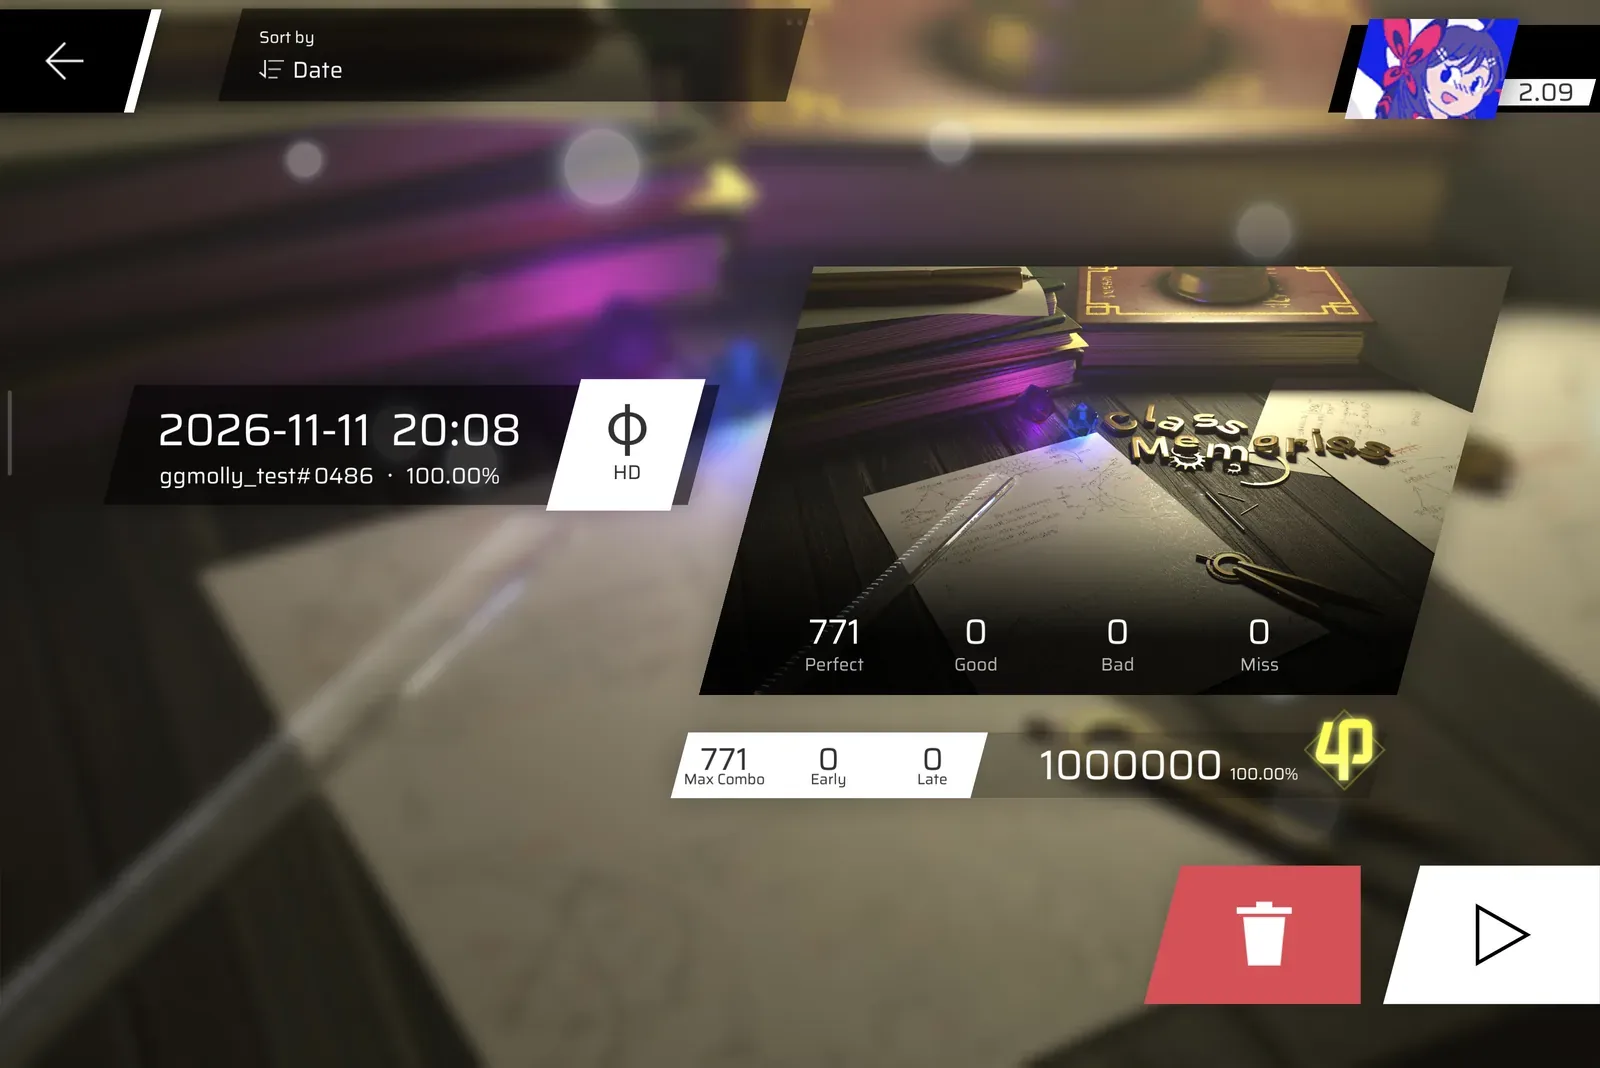 Sort by
Date
2.09
2026-11-11 20:08
ggmolly_test#0486 · 100.00%
HD
Class
Memories
771 0 0 0
Perfect Good Bad Miss
771 0 0
Max Combo Early Late
1000000 100.00%
φ